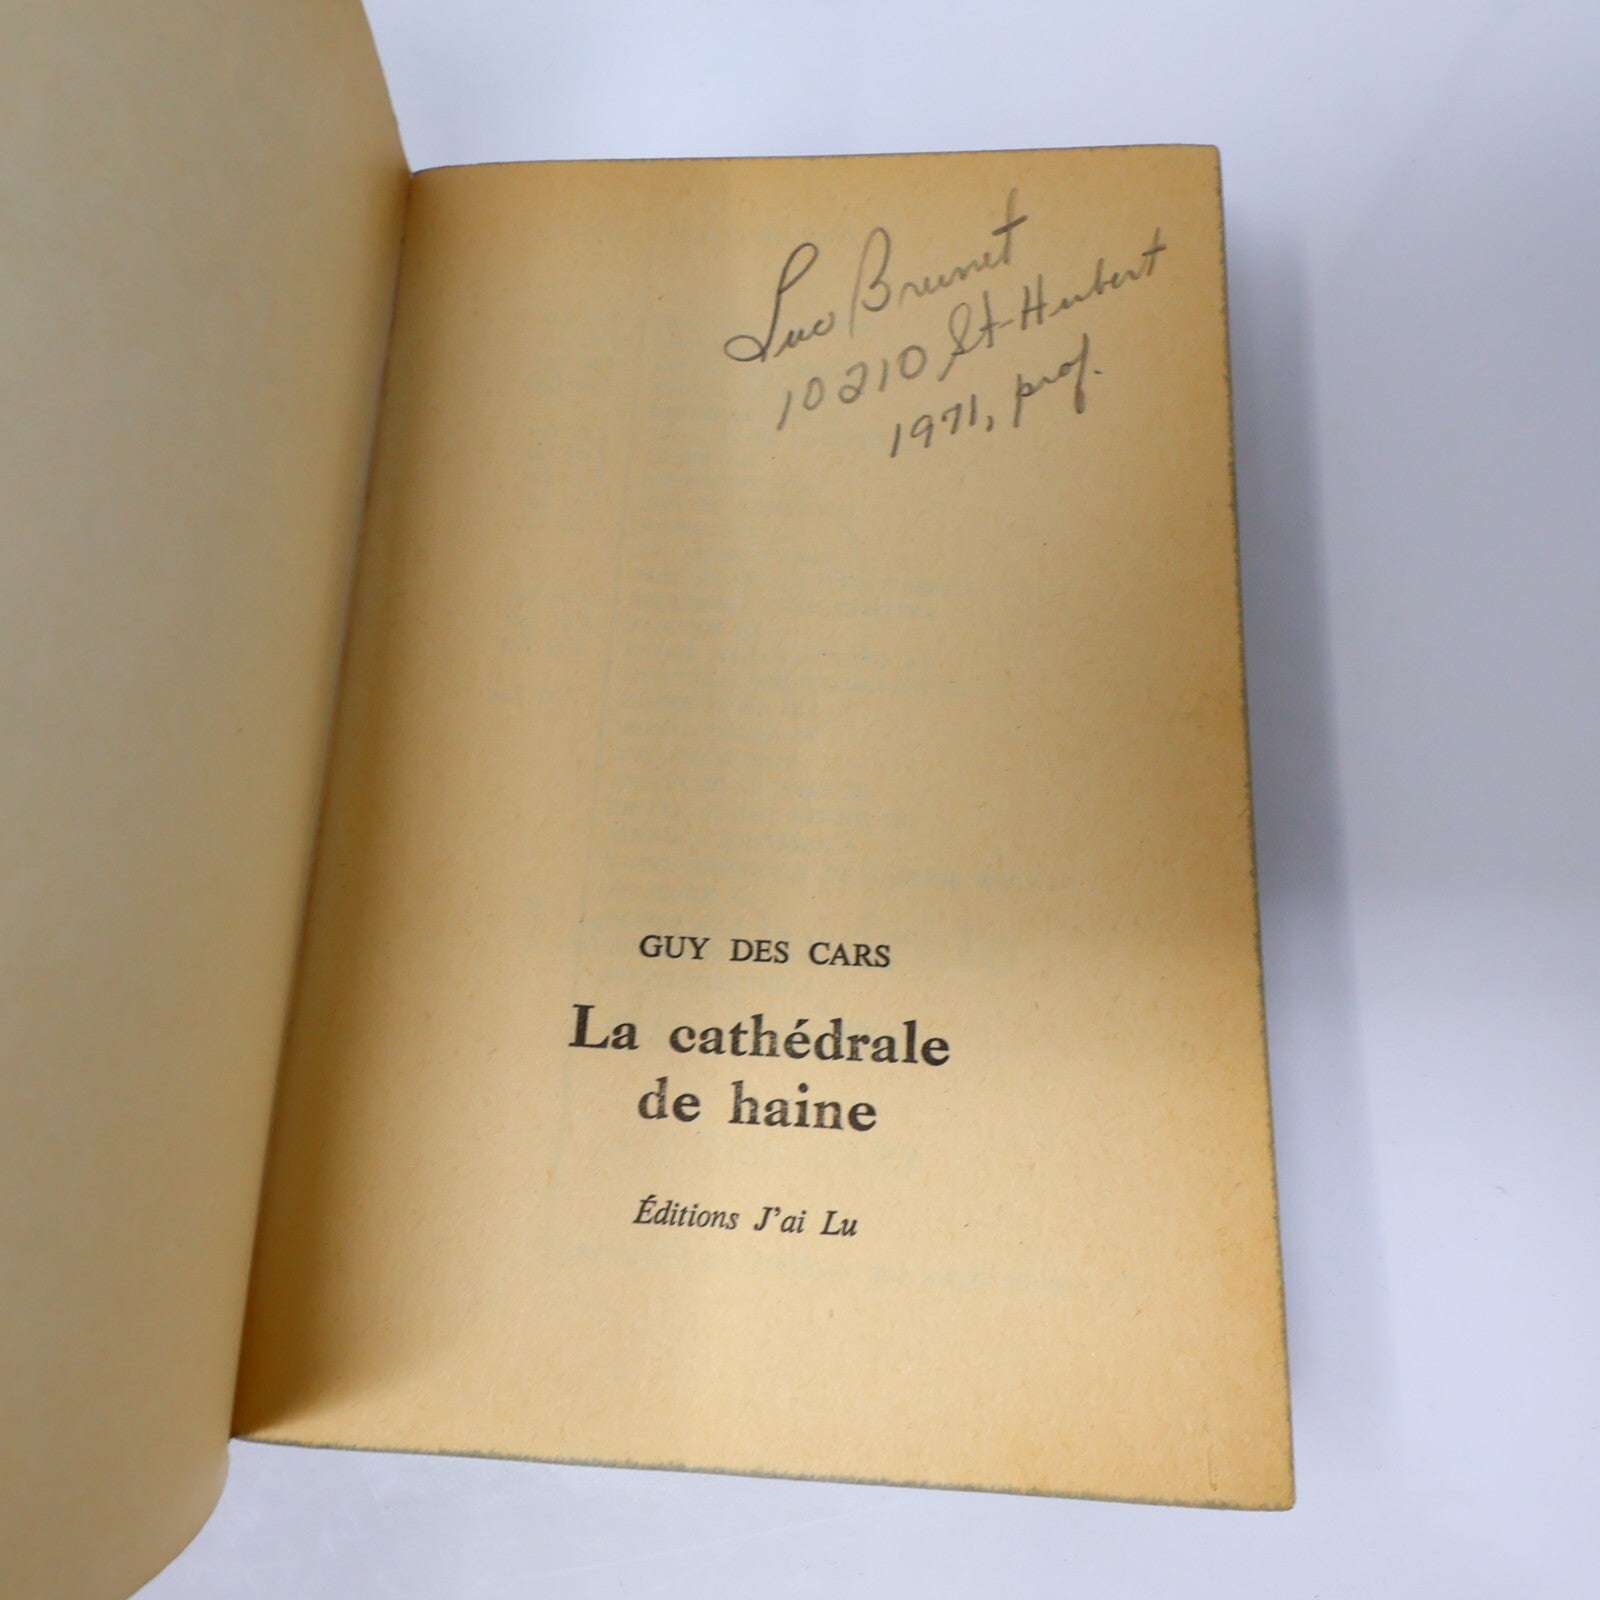 Luc Brunet
10210 St-Hubert
1971, prof.
GUY DES CARS
La cathédrale
de haine
Éditions J'ai Lu